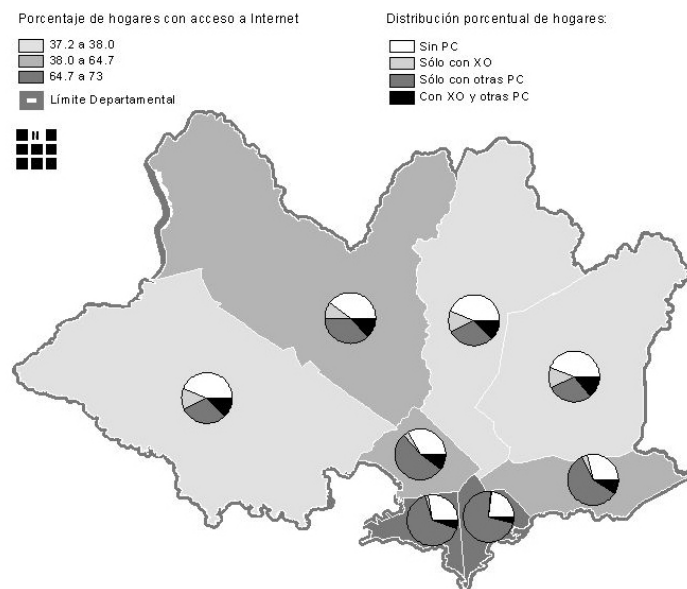 Porcentaje de hogares con acceso a Internet
37.2 a 38.0
38.0 a 64.7
64.7 a 73
Límite Departamental
Distribución porcentual de hogares:
Sin PC
Sólo con XO
Sólo con otras PC
Con XO y otras PC